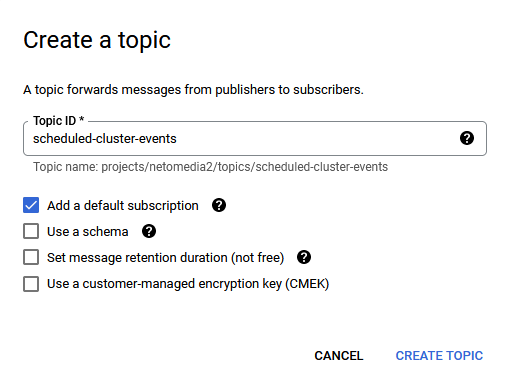 Create a topic
A topic forwards messages from publishers to subscribers.
Topic ID *
scheduled-cluster-events
?
Topic name: projects/netomedia2/topics/scheduled-cluster-events
Add a default subscription ?
Use a schema ?
Set message retention duration (not free) ?
Use a customer-managed encryption key (CMEK)
CANCEL CREATE TOPIC